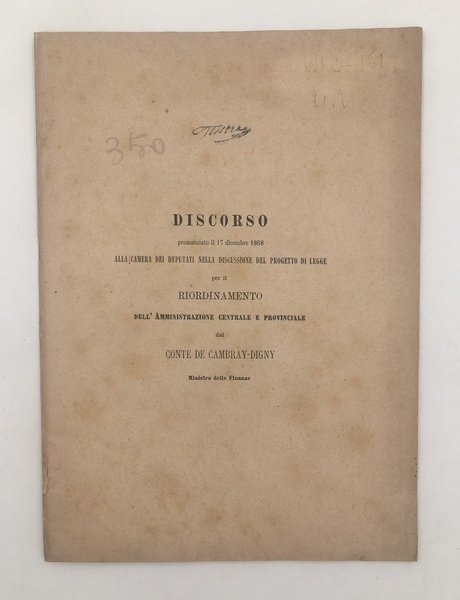 350
DISCORSO
pronunziato il 17 dicembre 1868
ALLA CAMERA DEI DEPUTATI NELLA DISCUSSIONE DEL PROGETTO DI LEGGE
per il
RIORDINAMENTO
DELL' AMMINISTRAZIONE CENTRALE E PROVINCIALE
dal
CONTE DE CAMBRAY-DIGNY
Ministro delle Finanze